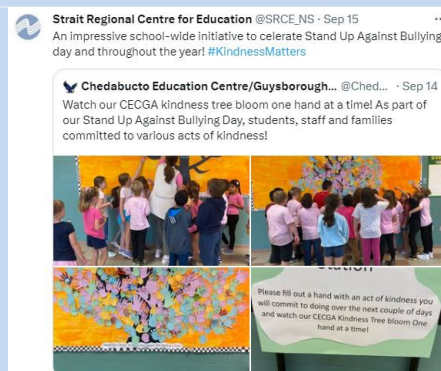 Strait Regional Centre for Education @SRCE_NS · Sep 15
An impressive school-wide initiative to celerate Stand Up Against Bullying
day and throughout the year! #KindnessMatters
Chedabucto Education Centre/Guysborough... @Ched... · Sep 14
Watch our CECGA kindness tree bloom one hand at a time! As part of
our Stand Up Against Bullying Day, students, staff and families
committed to various acts of kindness!
Station
Please fill out a hand with an act of kindness you
will commit to doing over the next couple of days
and watch our CECGA Kindness Tree bloom One
hand at a time!